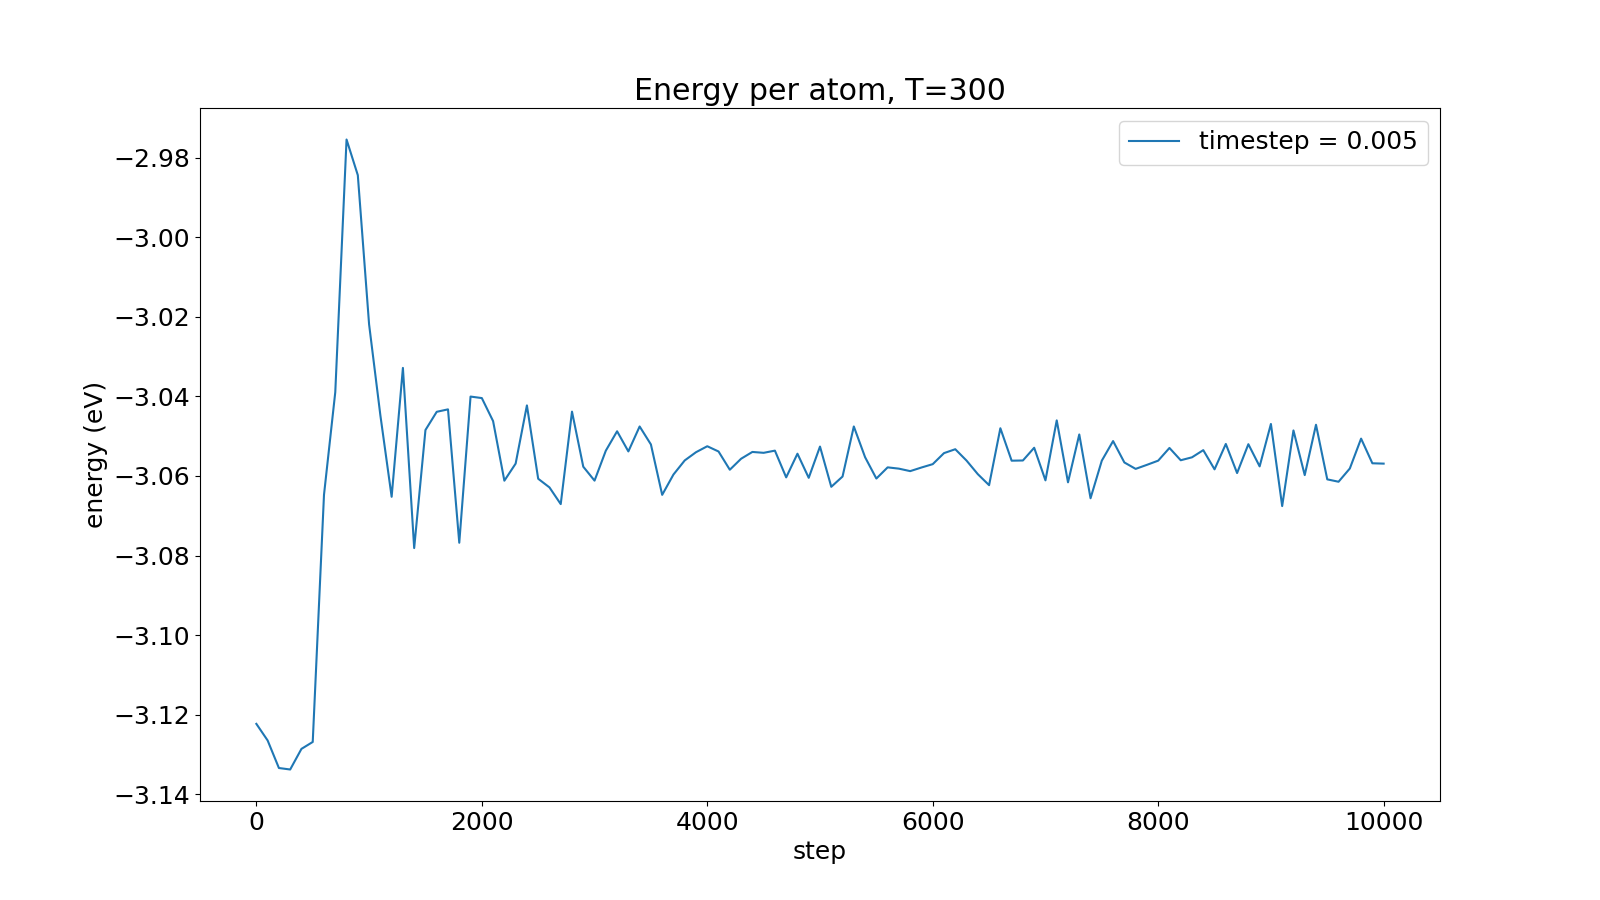 Energy per atom, T=300
timestep = 0.005
−2.98
−3.00
−3.02
−3.04
−3.06
−3.08
−3.10
−3.12
−3.14
energy (eV)
0 2000 4000 6000 8000 10000
step